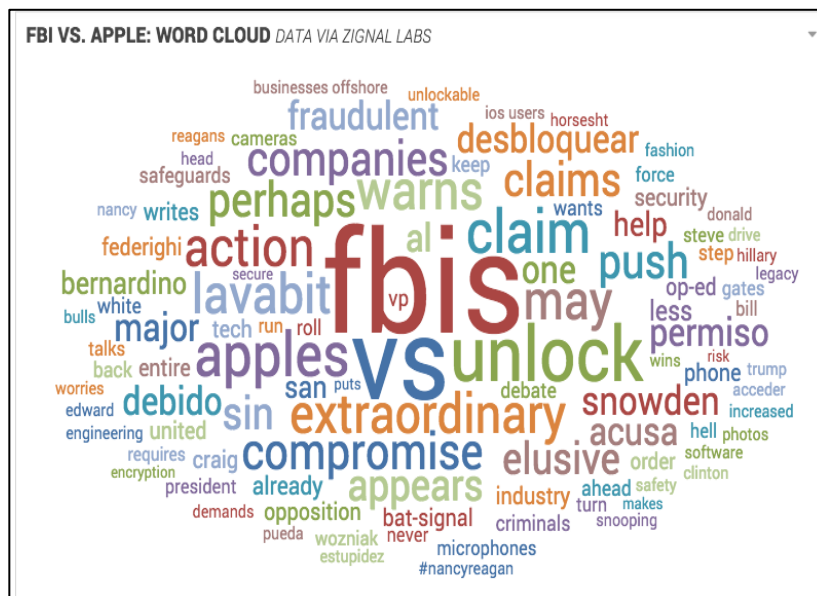 FBI VS. APPLE: WORD CLOUD DATA VIA ZIGNAL LABS
businesses offshore unlockable
fraudulent ios users horsesht
reagans cameras desbloquear fashion
head companies keep claims force
safeguards warns security
nancy writes perhaps wants donald
federighi action al claim help steve drive
secure fbis one push step hillary
bernardino lavabit vp may op-ed gates legacy
bulls white major tech run roll less bill
talks apples vs unlock permiso
back entire san puts debate wins risk phone trump
worries acceder
edward debido sin extraordinary snowden increased
engineering united acusa hell photos
requires craig compromise elusive order software
encryption clinton
president already appears industry ahead safety
demands opposition bat-signal turn makes
pueda never criminals snooping
wozniak microphones
estupidez #nancyreagan